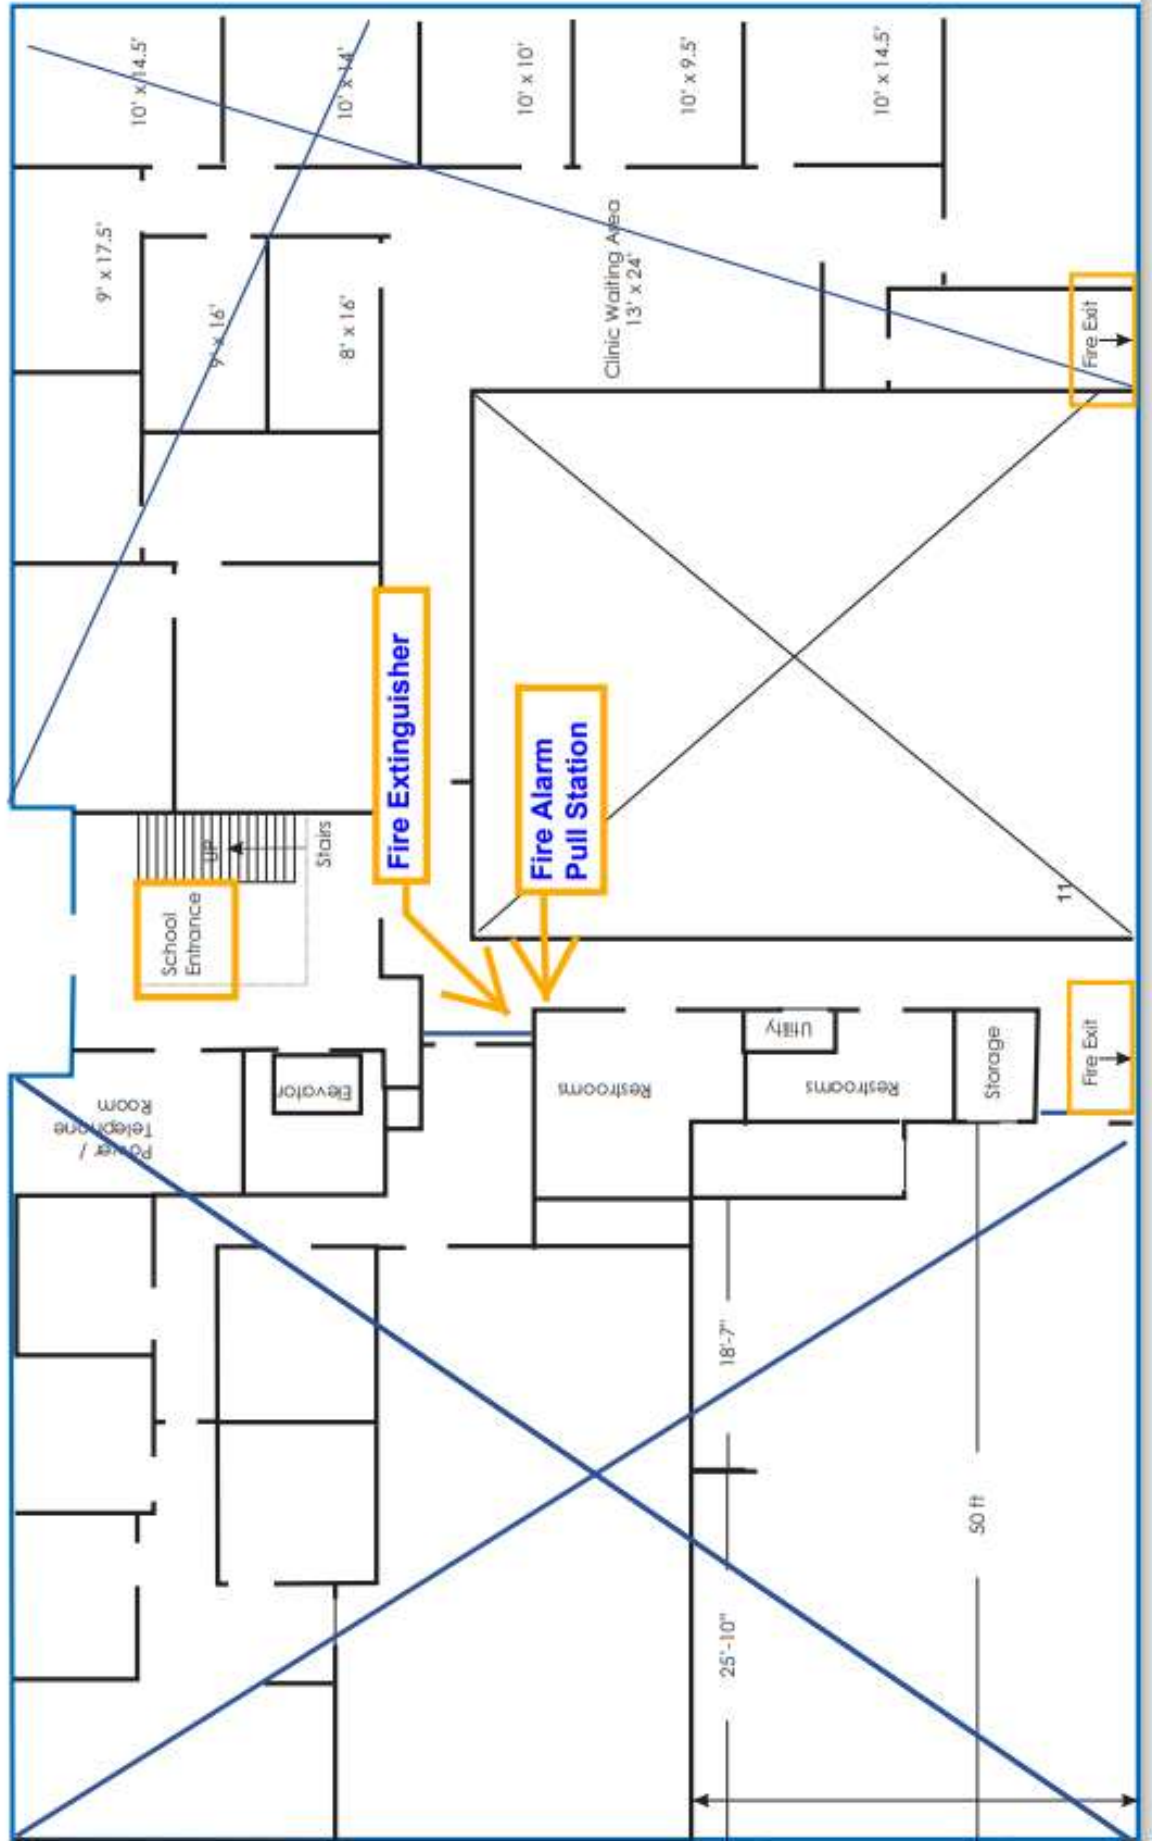 10' x 14.5'
10' x 14'
10' x 10'
10' x 9.5'
10' x 14.5'
9' x 17.5'
9' x 16'
8' x 16'
Clinic Waiting Area
13' x 24'
Fire Exit
Fire Extinguisher
Fire Alarm
Pull Station
UP
Stairs
School
Entrance
11
Utility
Restrooms
Restrooms
Storage
Fire Exit
Elevator
Power /
Telephone
Room
18'-7"
25'-10"
50 ft